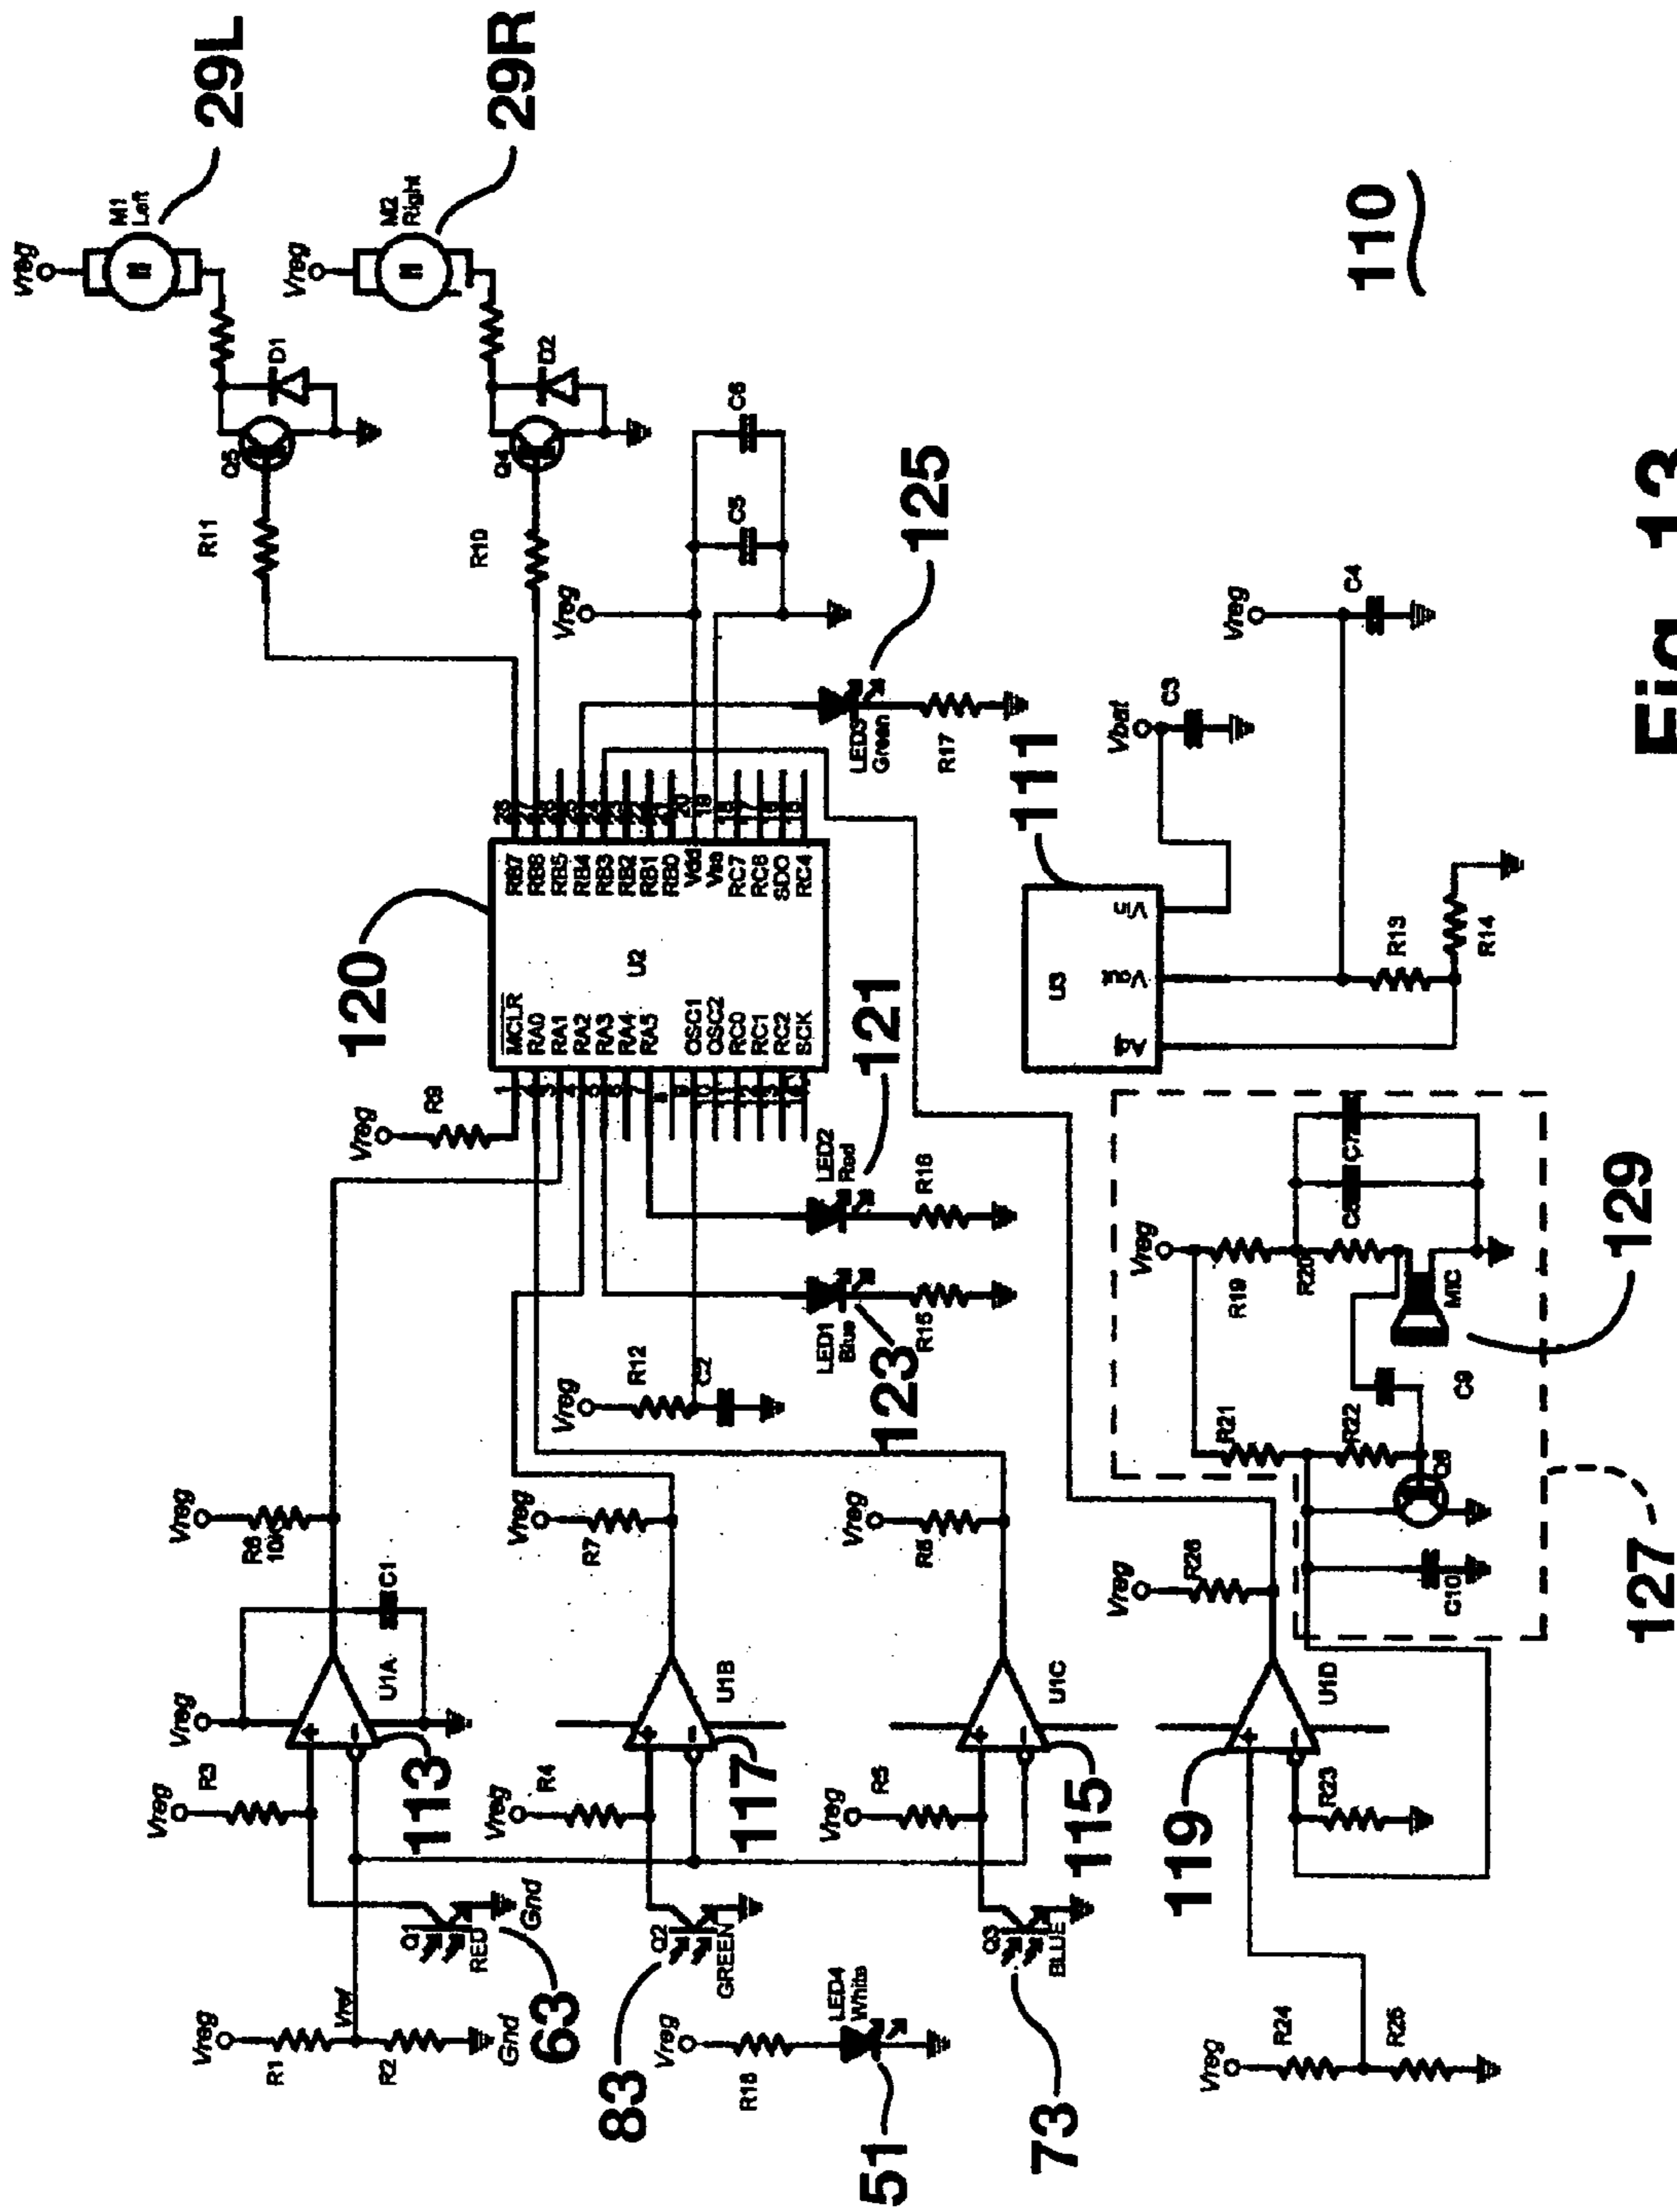 Vreg
M1
Left
29L
Vreg
M2
Right
29R
D1
Q5
R11
D2
Q4
R10
Vreg
C5
C6
120
RB7
RB6
RB5
RB4
RB3
RB2
RB1
RB0
Vdd
Vss
RC7
RC6
SDO
RC4
U2
MCLR
RA0
RA1
RA2
RA3
RA4
RA5
OSC1
OSC2
RC0
RC1
RC2
SCK
Vreg
R9
LED3
Green
R17
125
LED2
Red
R16
121
LED1
Blue
R15
123
Vreg
R12
C2
Vreg
10K
Vreg
R7
Vreg
Vreg
R3
Vreg
C1
U1A
113
Vreg
R4
U1B
117
Vreg
R5
U1C
115
Vreg
R26
U1D
119
R23
Vreg
R1
Vref
R2
Gnd
Q1
RED
Gnd
63
Q2
GREEN
83
Q3
BLUE
73
Vreg
R18
LED4
White
51
Vreg
R24
R25
111
U3
Vin
Vout
Adj
Vbat
C3
Vreg
C4
R13
R14
Vreg
R19
R20
C8
C7
MIC
129
R21
R22
C9
Q6
C10
127
110
Fig. 13